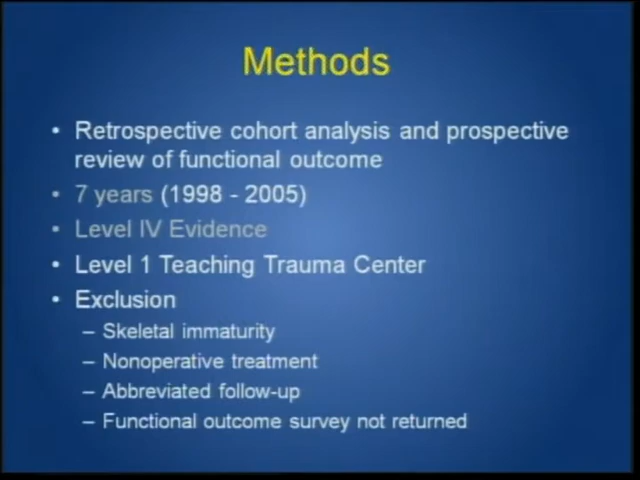 Methods
• Retrospective cohort analysis and prospective
review of functional outcome
• 7 years (1998 - 2005)
• Level IV Evidence
• Level 1 Teaching Trauma Center
• Exclusion
– Skeletal immaturity
– Nonoperative treatment
– Abbreviated follow-up
– Functional outcome survey not returned